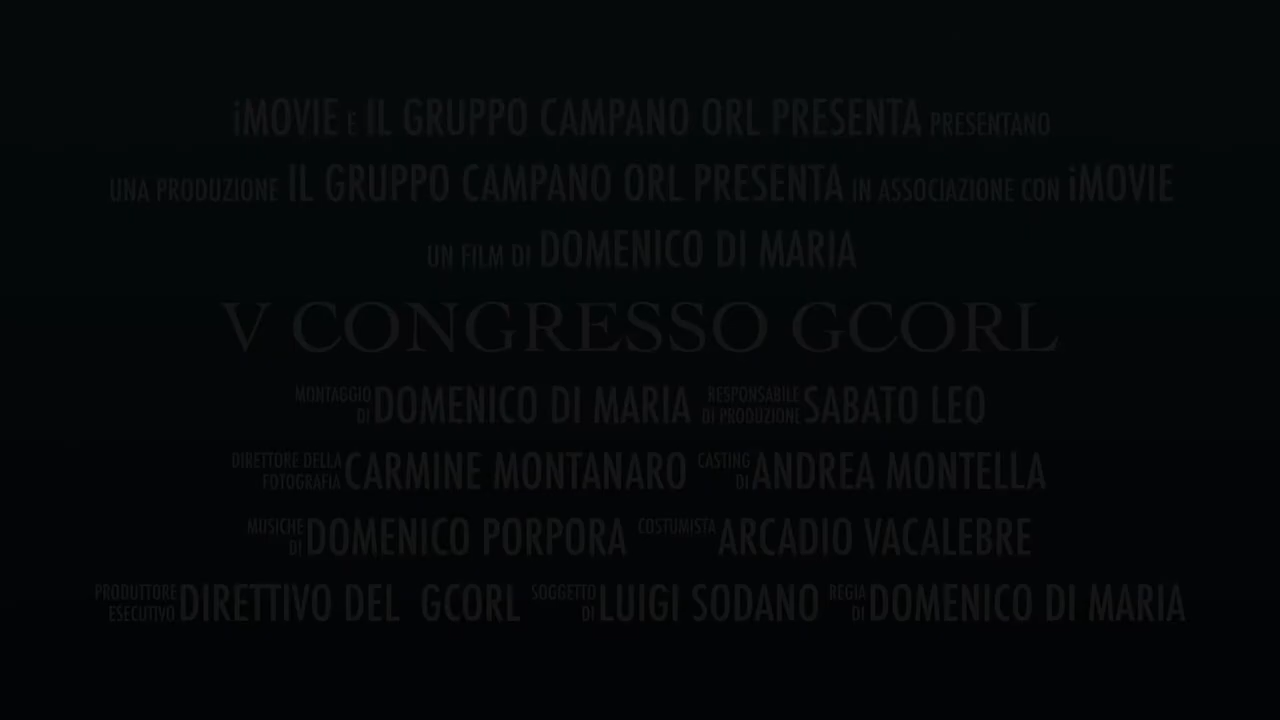 iMOVIE E IL GRUPPO CAMPANO ORL PRESENTA PRESENTANO
UNA PRODUZIONE IL GRUPPO CAMPANO ORL PRESENTA IN ASSOCIAZIONE CON iMOVIE
UN FILM DI DOMENICO DI MARIA
V CONGRESSO GCORL
MONTAGGIO DI DOMENICO DI MARIA RESPONSABILE DI PRODUZIONE SABATO LEO
DIRETTORE DELLA FOTOGRAFIA CARMINE MONTANARO CASTING DI ANDREA MONTELLA
MUSICHE DI DOMENICO PORPORA COSTUMISTA ARCADIO VACALEBRE
PRODUTTORE ESECUTIVO DIRETTIVO DEL GCORL SOGGETTO DI LUIGI SODANO REGIA DI DOMENICO DI MARIA